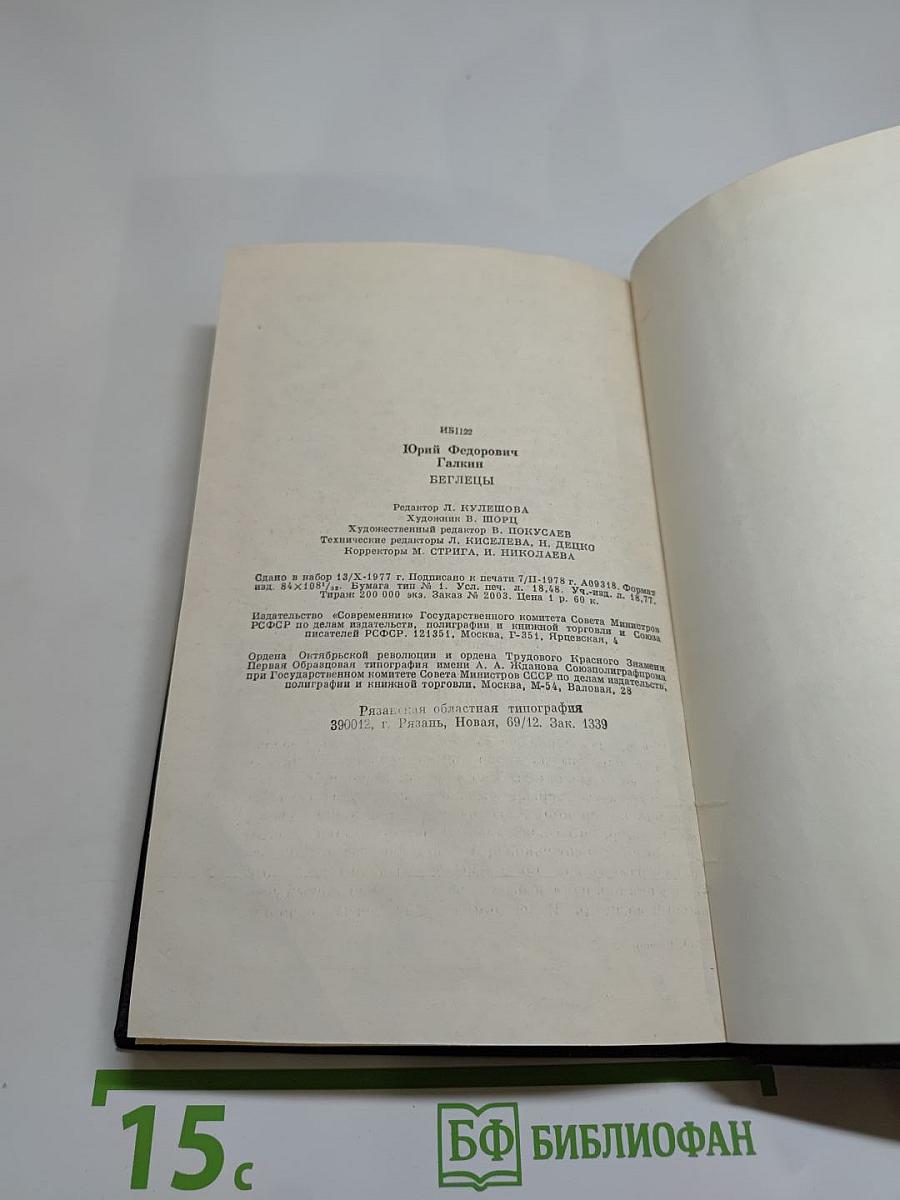 ИБ1122
Юрий Федорович
Галкин
БЕГЛЕЦЫ
Редактор Л. КУЛЕШОВА
Художник В. ШОРЦ
Художественный редактор В. ПОКУСАЕВ
Технические редакторы Л. КИСЕЛЕВА, Н. ДЕЦКО
Корректоры М. СТРИГА, И. НИКОЛАЕВА
Сдано в набор 13/X-1977 г. Подписано к печати 7/II-1978 г. А09318. Формат
изд. 84×108¹/₃₂. Бумага тип № 1. Усл. печ. л. 18,48. Уч.-изд. л. 18,77.
Тираж 200 000 экз. Заказ № 2003. Цена 1 р. 60 к.
Издательство «Современник» Государственного комитета Совета Министров
РСФСР по делам издательств, полиграфии и книжной торговли и Союза
писателей РСФСР. 121351, Москва, Г-351, Ярцевская, 4
Ордена Октябрьской революции и ордена Трудового Красного Знамени
Первая Образцовая типография имени А. А. Жданова Союзполиграфпрома
при Государственном комитете Совета Министров СССР по делам издательств,
полиграфии и книжной торговли. Москва, М-54, Валовая, 28
Рязанская областная типография
390012, г. Рязань, Новая, 69/12. Зак. 1339
15 с
БФ БИБЛИОФАН